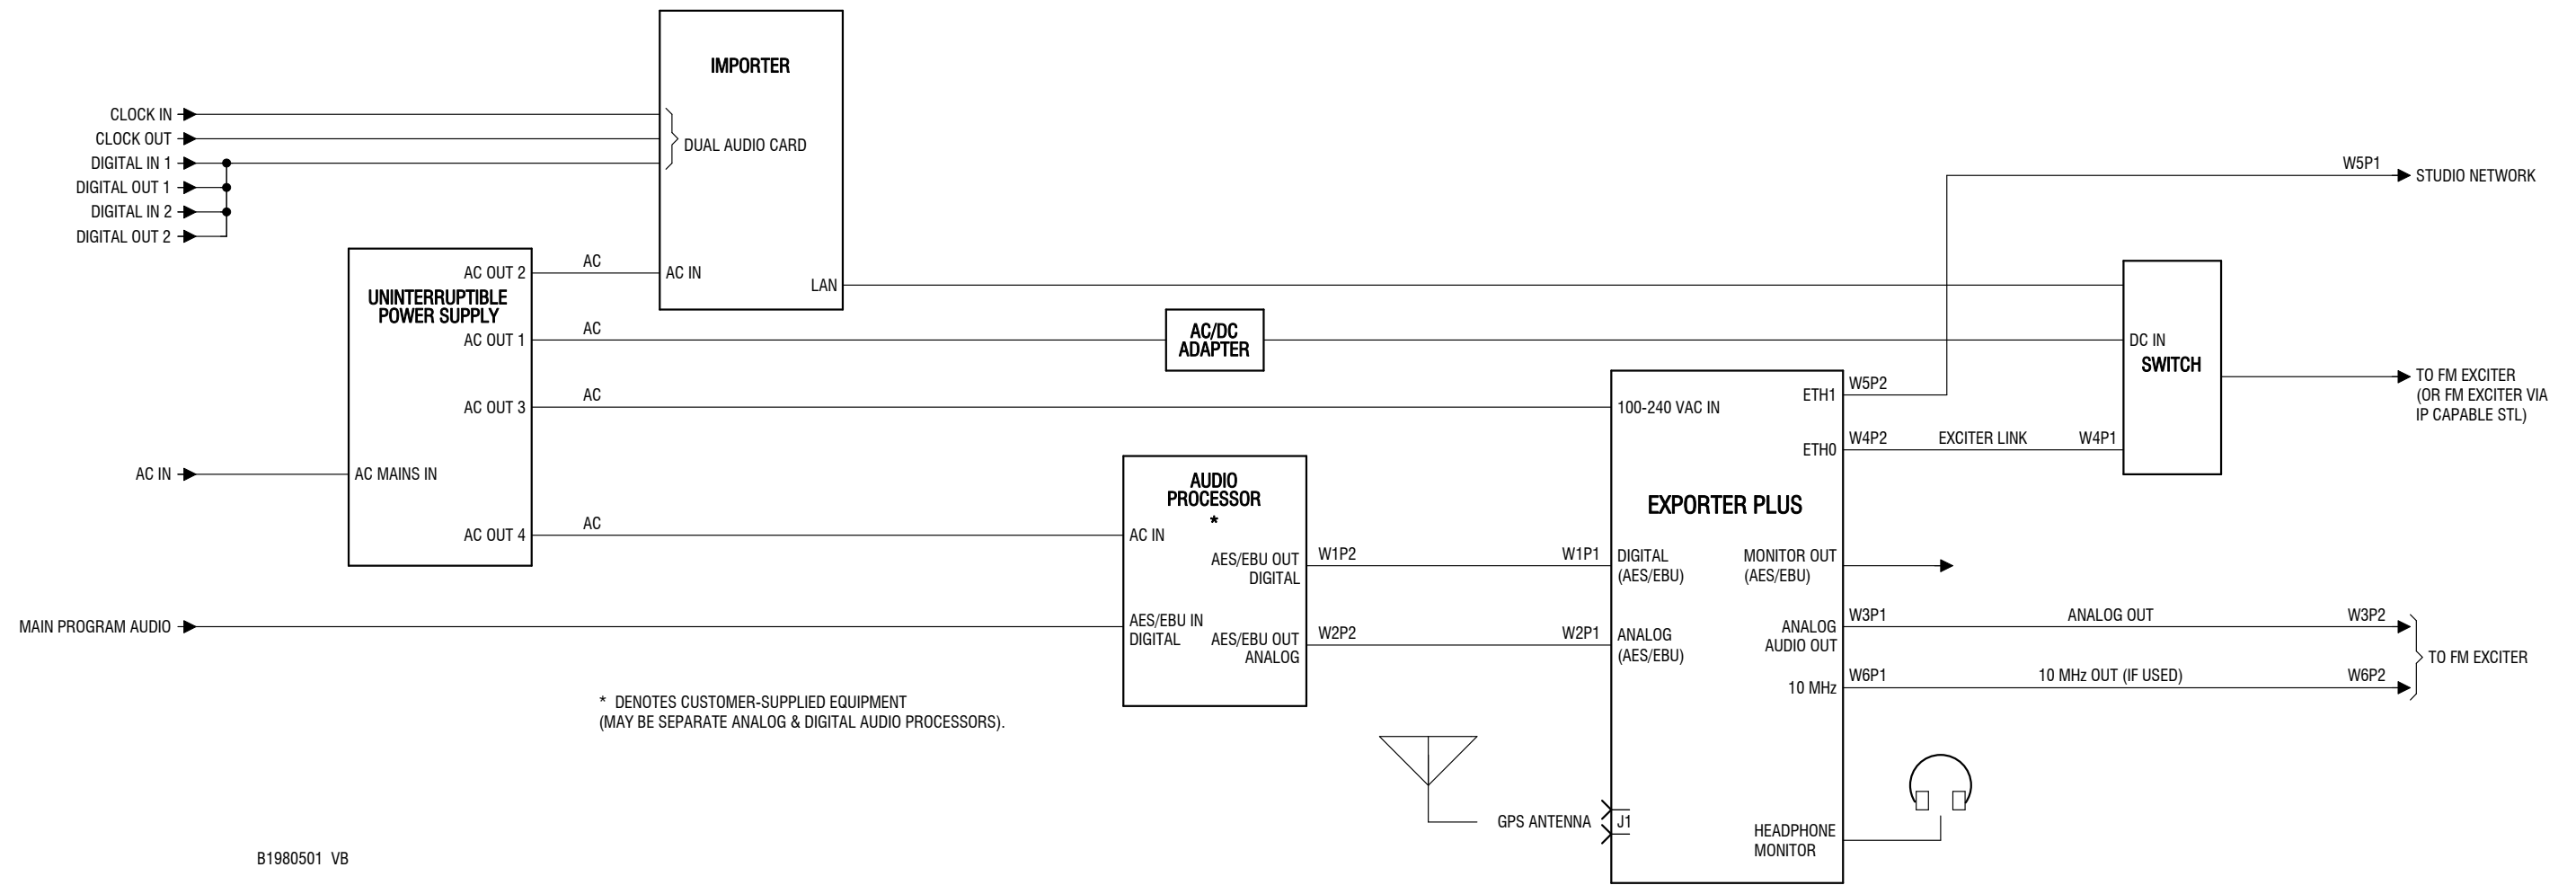 IMPORTER
CLOCK IN
CLOCK OUT
DIGITAL IN 1
DIGITAL OUT 1
DIGITAL IN 2
DIGITAL OUT 2
DUAL AUDIO CARD
AC IN
LAN
AC OUT 2
AC
UNINTERRUPTIBLE
POWER SUPPLY
AC OUT 1
AC
AC OUT 3
AC
AC IN
AC MAINS IN
AC OUT 4
AC
AC/DC
ADAPTER
W5P1
STUDIO NETWORK
DC IN
SWITCH
TO FM EXCITER
(OR FM EXCITER VIA
IP CAPABLE STL)
100-240 VAC IN
ETH1
W5P2
ETH0
W4P2
EXCITER LINK
W4P1
EXPORTER PLUS
AUDIO
PROCESSOR
*
AC IN
AES/EBU OUT
DIGITAL
W1P2
W1P1
DIGITAL
(AES/EBU)
MONITOR OUT
(AES/EBU)
MAIN PROGRAM AUDIO
AES/EBU IN
DIGITAL
AES/EBU OUT
ANALOG
W2P2
W2P1
ANALOG
(AES/EBU)
ANALOG
AUDIO OUT
W3P1
ANALOG OUT
W3P2
10 MHz
W6P1
10 MHz OUT (IF USED)
W6P2
TO FM EXCITER
* DENOTES CUSTOMER-SUPPLIED EQUIPMENT
(MAY BE SEPARATE ANALOG & DIGITAL AUDIO PROCESSORS).
GPS ANTENNA
J1
HEADPHONE
MONITOR
B1980501 VB